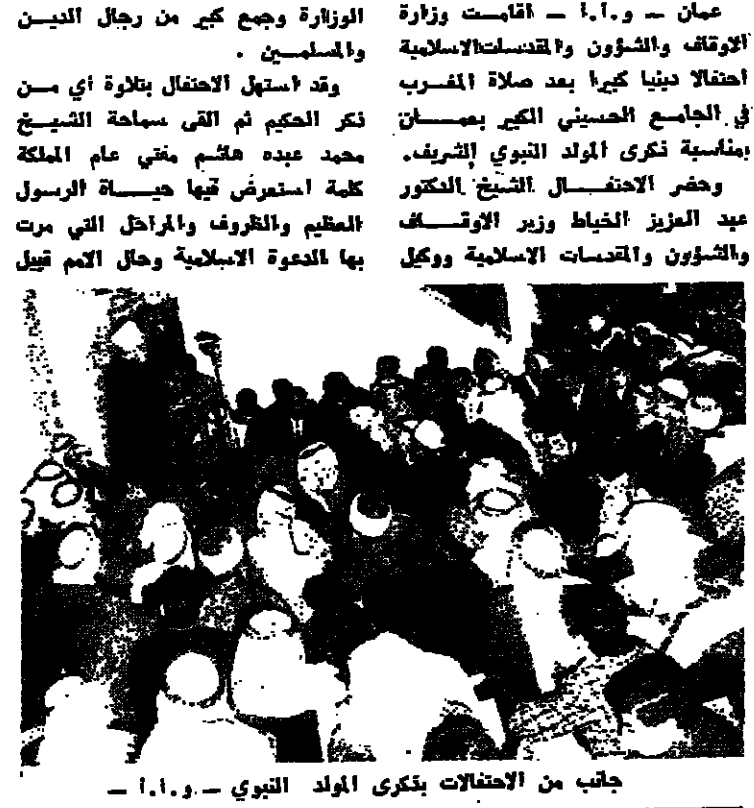 عمان — و.أ.أ — اقامت وزارة
الاوقاف والشؤون والمقدسات الاسلامية
احتفالا دينيا كبيرا بعد صلاة المغرب
في الجامع الحسيني الكبير بعمان
بمناسبة ذكرى المولد النبوي الشريف.
وحضر الاحتفال الشيخ الدكتور
عبد العزيز الخياط وزير الاوقاف
والشؤون والمقدسات الاسلامية ووكيل
الوزارة وجمع كبير من رجال الدين
والمسلمين .
وقد استهل الاحتفال بتلاوة أي من
ذكر الحكيم ثم القى سماحة الشيخ
محمد عبده هاشم مفتي عام المملكة
كلمة استعرض فيها حياة الرسول
العظيم والظروف والمراحل التي مرت
بها الدعوة الاسلامية وحال الامم قبيل
جانب من الاحتفالات بذكرى المولد النبوي — و.أ.أ —